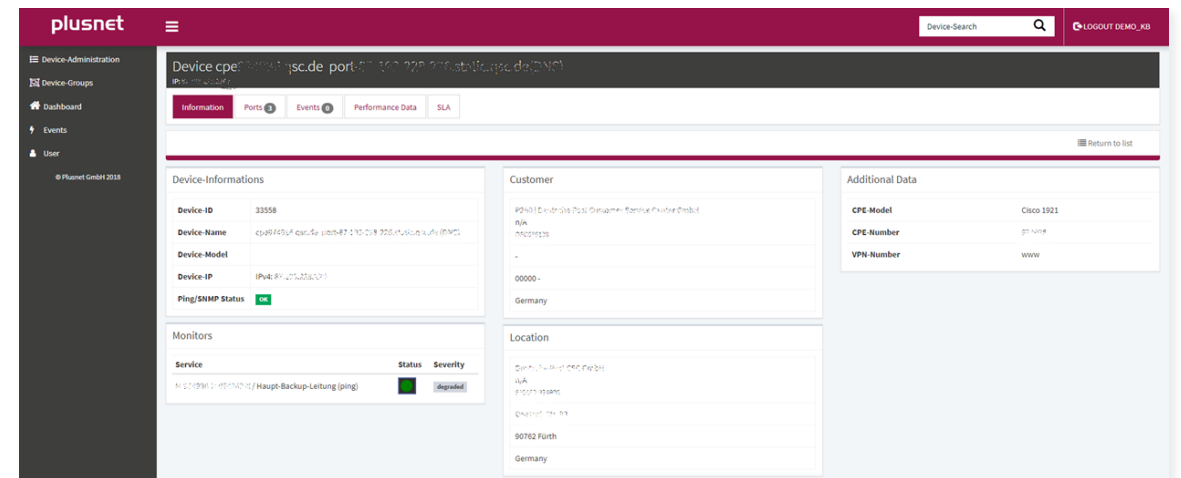 plusnet
Device-Search
LOGOUT DEMO_KB
Device-Administration
Device-Groups
Dashboard
Events
User
© Plusnet GmbH 2018
Device
IP:
Information
Ports 3
Events 0
Performance Data
SLA
Return to list
Device-Informations
Device-ID 33558
Device-Name
Device-Model
Device-IP IPv4:
Ping/SNMP Status OK
Monitors
Service Status Severity
/ Haupt-Backup-Leitung (ping) degraded
Customer
n/a
-
00000 -
Germany
Location
n/a
90762 Fürth
Germany
Additional Data
CPE-Model Cisco 1921
CPE-Number
VPN-Number www